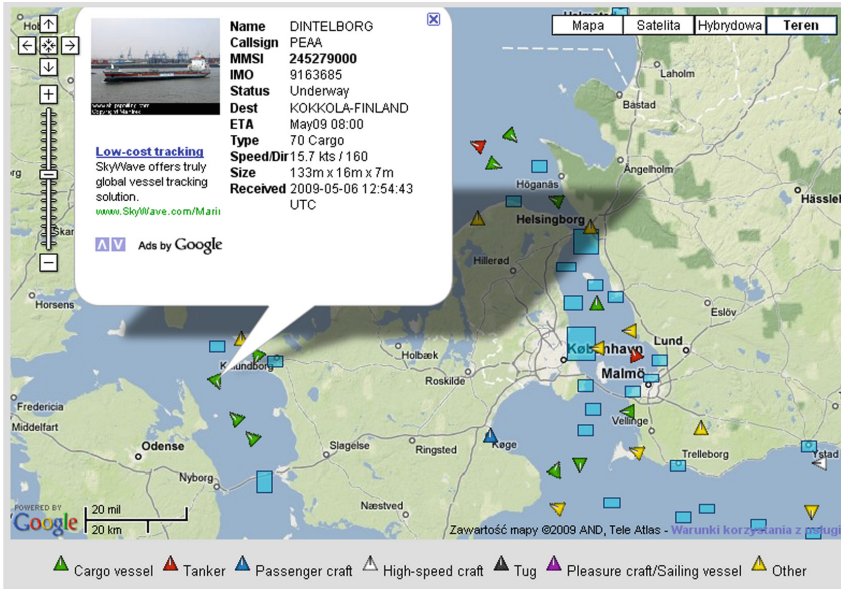 Name DINTELBORG
Callsign PEAA
MMSI 245279000
IMO 9163685
Status Underway
Dest KOKKOLA-FINLAND
ETA May09 08:00
Type 70 Cargo
Speed/Dir 15.7 kts / 160
Size 133m x 16m x 7m
Received 2009-05-06 12:54:43
UTC
Low-cost tracking
SkyWave offers truly
global vessel tracking
solution.
www.SkyWave.com/Mari
Ads by Google
Mapa Satelita Hybrydowa Teren
Laholm
Båstad
Ängelholm
Höganäs
Helsingborg
Hässleh
Hillerød
Horsens
Eslöv
København
Lund
Holbæk
Kalundborg
Malmö
Roskilde
Fredericia
Middelfart
Vellinge
Odense
Slagelse
Ringsted
Køge
Trelleborg
Ystad
Nyborg
Næstved
POWERED BY
Google
20 mil
20 km
Zawartość mapy ©2009 AND, Tele Atlas - Warunki korzystania z usługi
Cargo vessel Tanker Passenger craft High-speed craft Tug Pleasure craft/Sailing vessel Other